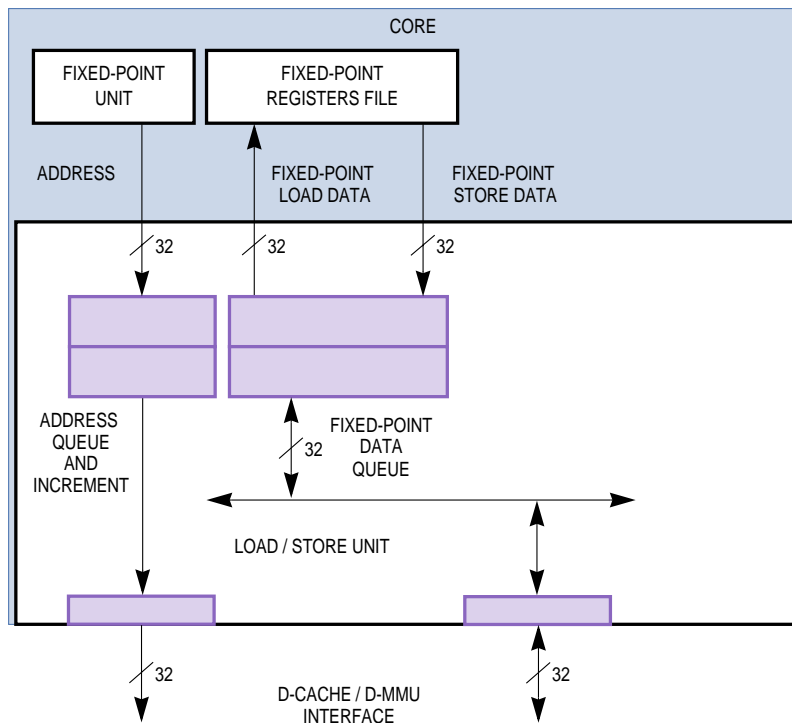 CORE
FIXED-POINT
UNIT
FIXED-POINT
REGISTERS FILE
ADDRESS
FIXED-POINT
LOAD DATA
FIXED-POINT
STORE DATA
32
32
32
ADDRESS
QUEUE
AND
INCREMENT
FIXED-POINT
DATA
QUEUE
32
LOAD / STORE UNIT
32
32
D-CACHE / D-MMU
INTERFACE